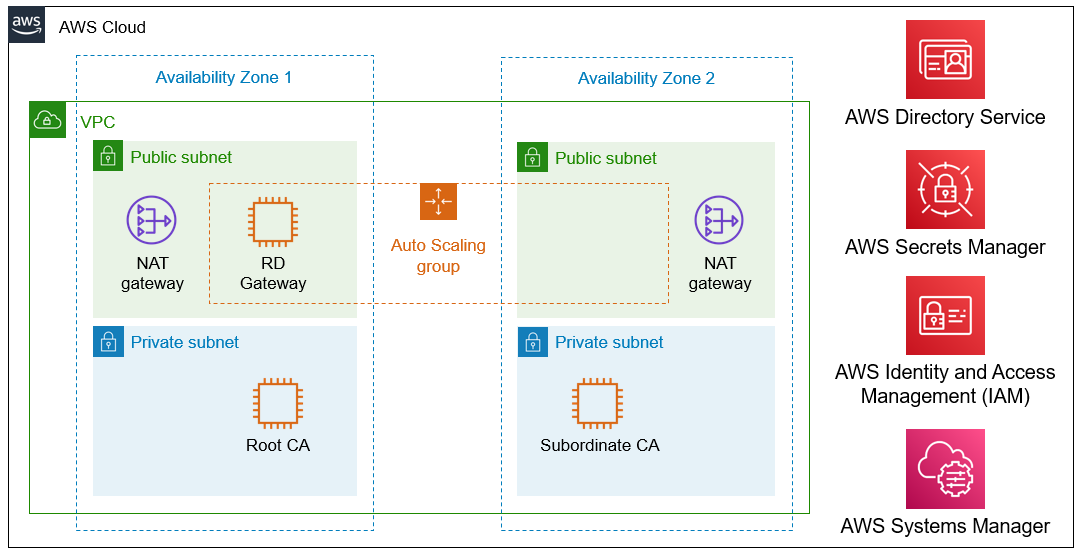 aws
AWS Cloud
Availability Zone 1
Availability Zone 2
VPC
Public subnet
Public subnet
NAT
gateway
RD
Gateway
Auto Scaling
group
NAT
gateway
Private subnet
Private subnet
Root CA
Subordinate CA
AWS Directory Service
AWS Secrets Manager
AWS Identity and Access
Management (IAM)
AWS Systems Manager